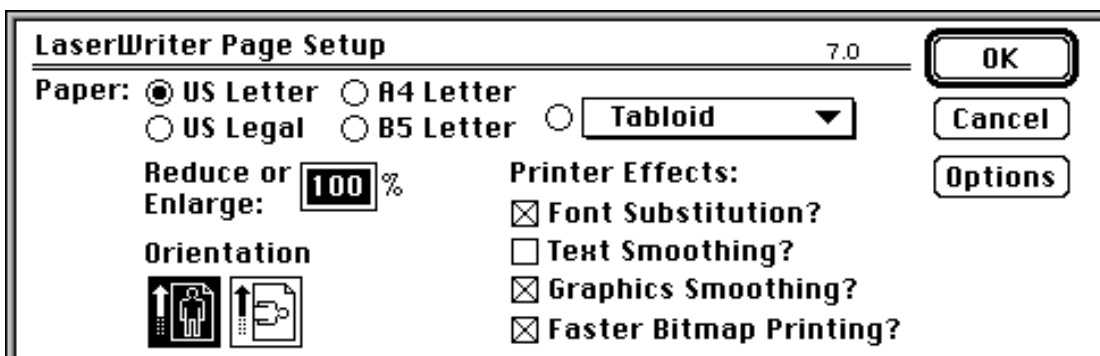 LaserWriter Page Setup 7.0 OK
Paper: US Letter A4 Letter
US Legal B5 Letter Tabloid Cancel
Reduce or Enlarge: 100 % Options
Printer Effects:
Font Substitution?
Text Smoothing?
Graphics Smoothing?
Faster Bitmap Printing?
Orientation